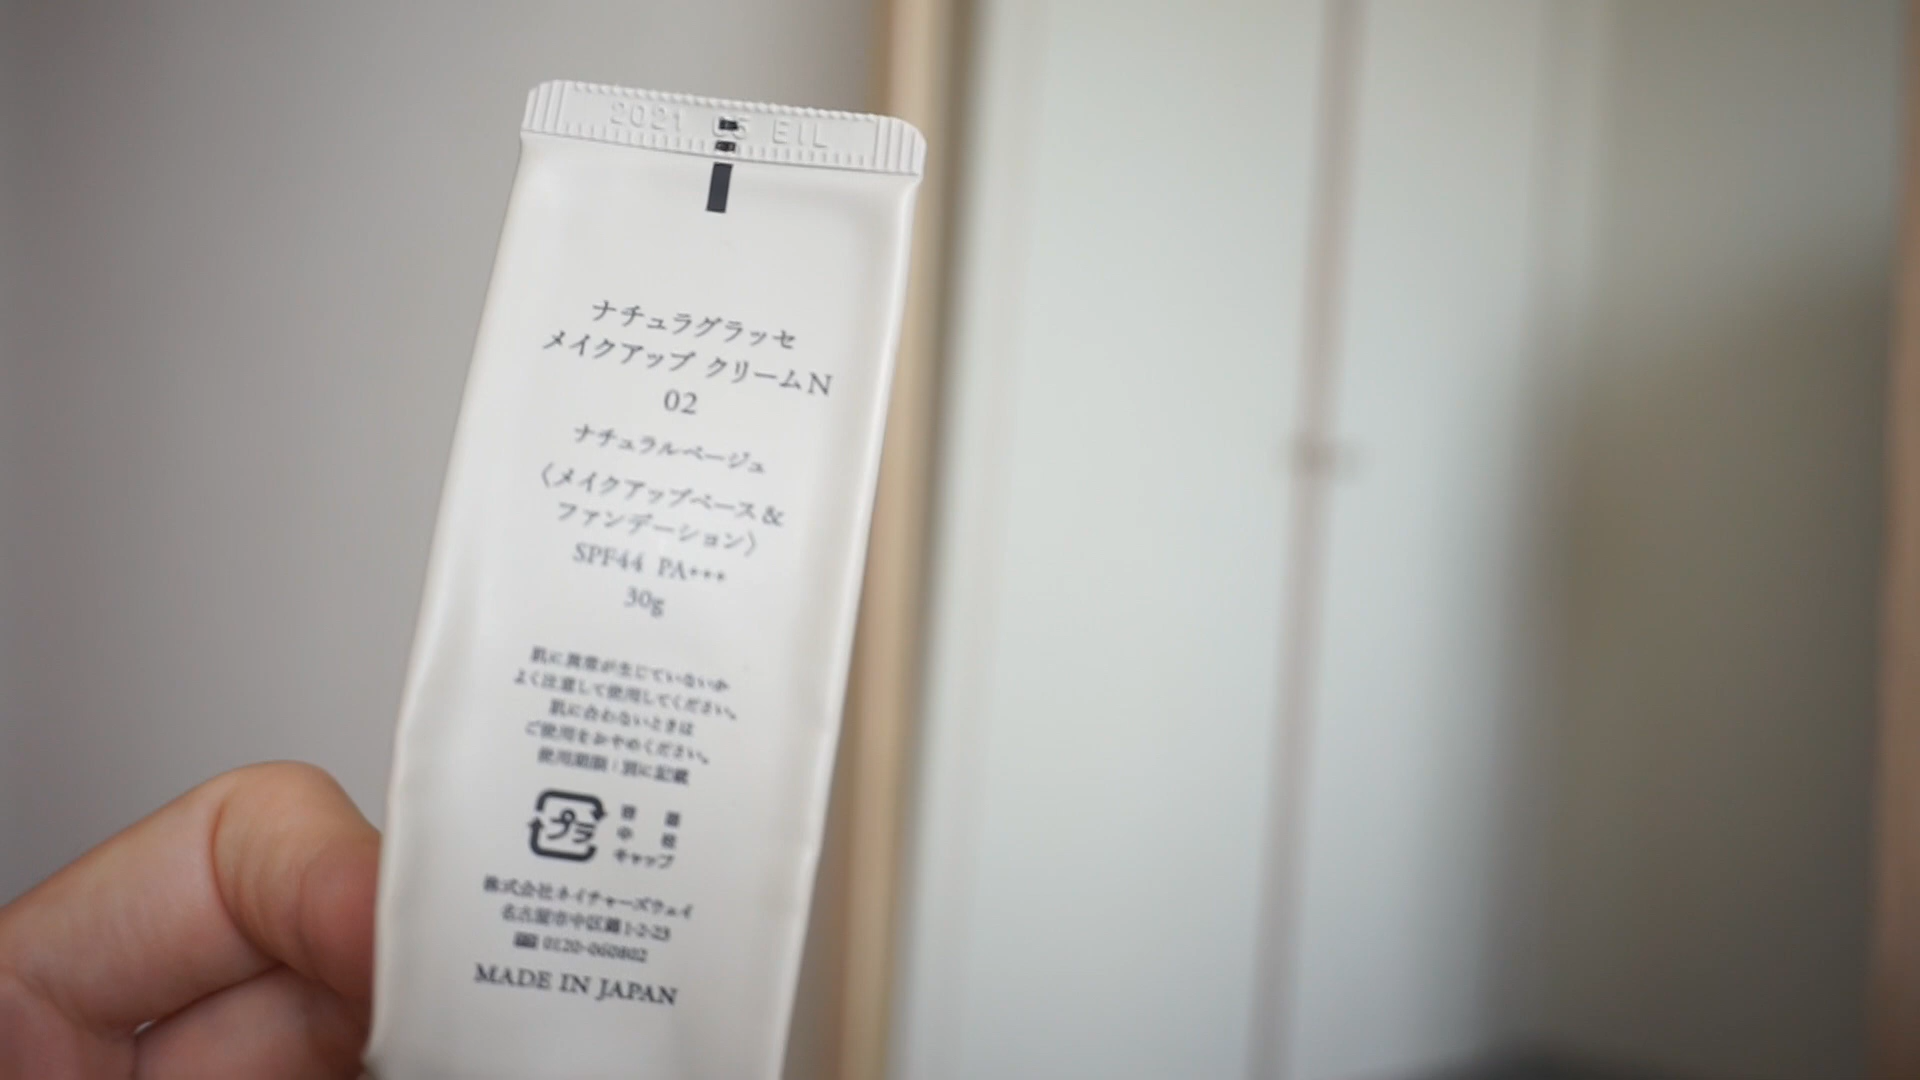 2021 05 EIL
ナチュラグラッセ
メイクアップ クリームN
02
ナチュラルベージュ
〈メイクアップベース&
ファンデーション〉
SPF44 PA+++
30g
肌に異常が生じていないか
よく注意して使用してください。
肌に合わないときは
ご使用をおやめください。
使用期限:別に記載
プラ
容器
中栓
キャップ
株式会社ネイチャーズウェイ
名古屋市中区錦1-2-23
0120-060802
MADE IN JAPAN